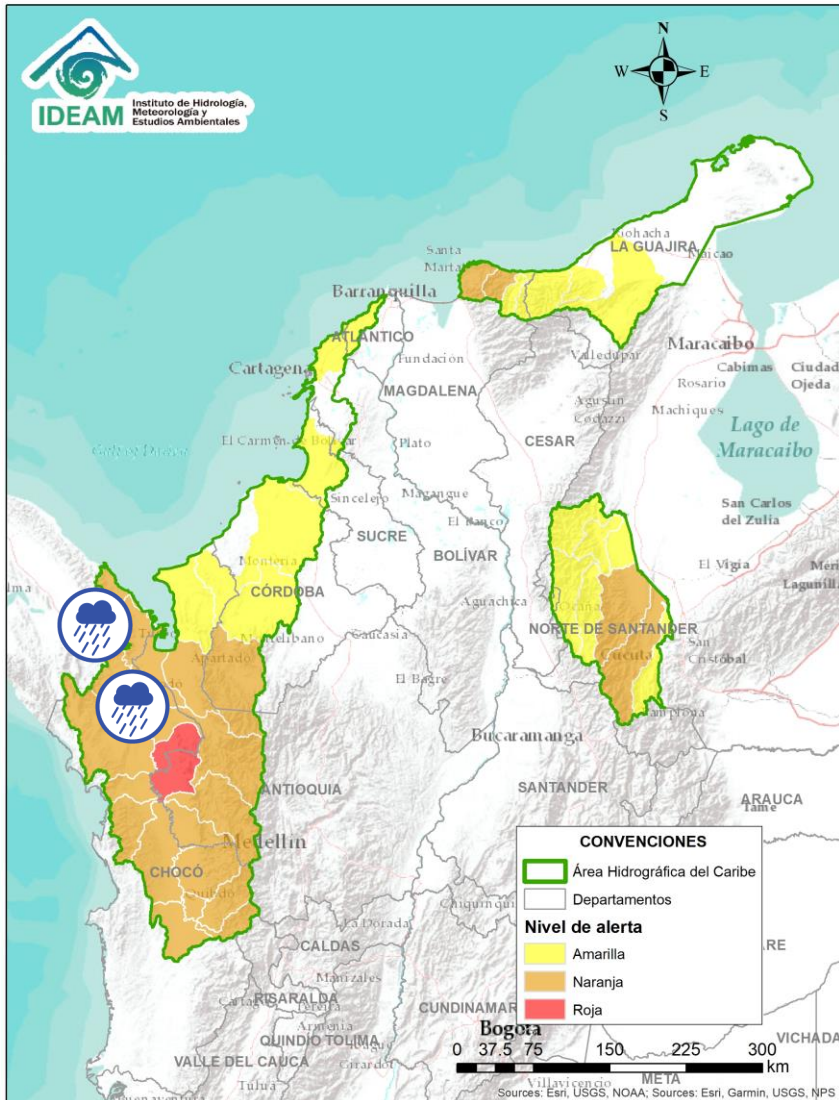 IDEAM
Instituto de Hidrología,
Meteorología y
Estudios Ambientales
N
W
E
S
Riohacha
LA GUAJIRA
Maicao
Santa
Marta
Barranquilla
ATLÁNTICO
Cartagena
Fundación
Valledupar
Maracaibo
Cabimas
Ciudad
Ojeda
Rosario
MAGDALENA
Agustín
Codazzi
Machiques
El Carmen de Bolívar
Plato
CESAR
Lago de
Maracaibo
Sincelejo
Magangue
San Carlos
del Zulia
SUCRE
El Banco
BOLÍVAR
Montería
El Vigía
CÓRDOBA
Aguachica
Ocaña
Lagunilla
NORTE DE SANTANDER
Montelibano
Caucasia
San
Cristóbal
Apartadó
Cúcuta
El Bagre
Pamplona
Bucaramanga
ANTIOQUIA
SANTANDER
ARAUCA
Tame
Medellín
CHOCÓ
Quibdó
La Dorada
CALDAS
Manizales
RISARALDA
Pereira
Armenia
QUINDÍO
TOLIMA
Girardot
CUNDINAMAR
Bogotá
VALLE DEL CAUCA
Tuluá
Villavicencio
META
VICHADA
CONVENCIONES
Área Hidrográfica del Caribe
Departamentos
Nivel de alerta
Amarilla
Naranja
Roja
0 37.5 75 150 225 300
km
Sources: Esri, USGS, NOAA; Sources: Esri, Garmin, USGS, NPS